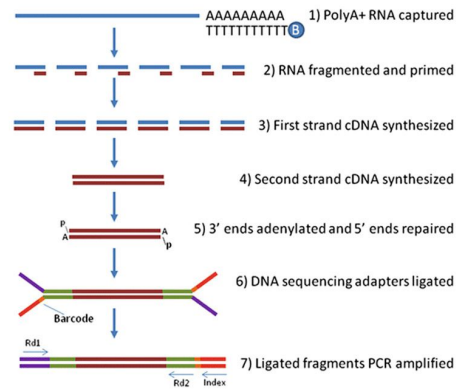 AAAAAAAAA 1) PolyA+ RNA captured
TTTTTTTTTTT B
2) RNA fragmented and primed
3) First strand cDNA synthesized
4) Second strand cDNA synthesized
P
A A 5) 3’ ends adenylated and 5’ ends repaired
p
6) DNA sequencing adapters ligated
Barcode
Rd1
7) Ligated fragments PCR amplified
Rd2 Index